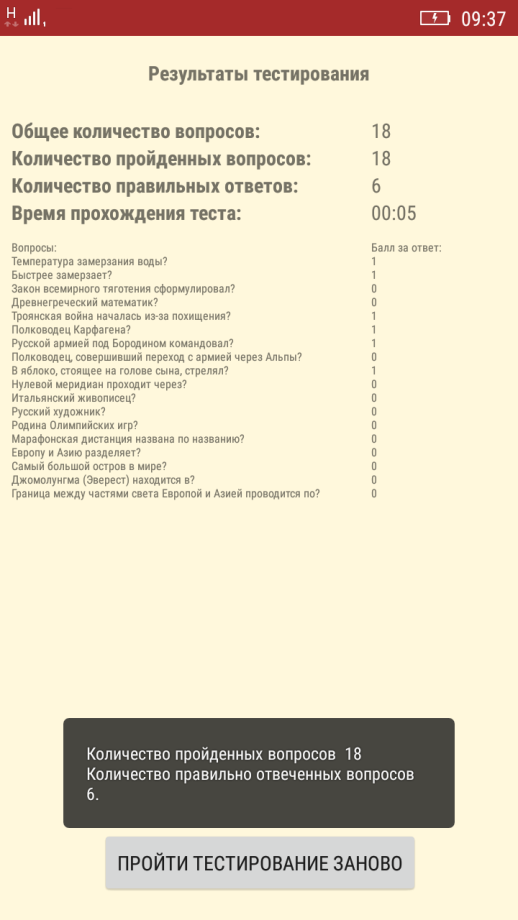 H
1
09:37
Результаты тестирования
Общее количество вопросов: 18
Количество пройденных вопросов: 18
Количество правильных ответов: 6
Время прохождения теста: 00:05
Вопросы: Балл за ответ:
Температура замерзания воды? 1
Быстрее замерзает? 1
Закон всемирного тяготения сформулировал? 0
Древнегреческий математик? 0
Троянская война началась из-за похищения? 1
Полководец Карфагена? 1
Русской армией под Бородином командовал? 1
Полководец, совершивший переход с армией через Альпы? 0
В яблоко, стоящее на голове сына, стрелял? 1
Нулевой меридиан проходит через? 0
Итальянский живописец? 0
Русский художник? 0
Родина Олимпийских игр? 0
Марафонская дистанция названа по названию? 0
Европу и Азию разделяет? 0
Самый большой остров в мире? 0
Джомолунгма (Эверест) находится в? 0
Граница между частями света Европой и Азией проводится по? 0
Количество пройденных вопросов 18
Количество правильно отвеченных вопросов
6.
ПРОЙТИ ТЕСТИРОВАНИЕ ЗАНОВО